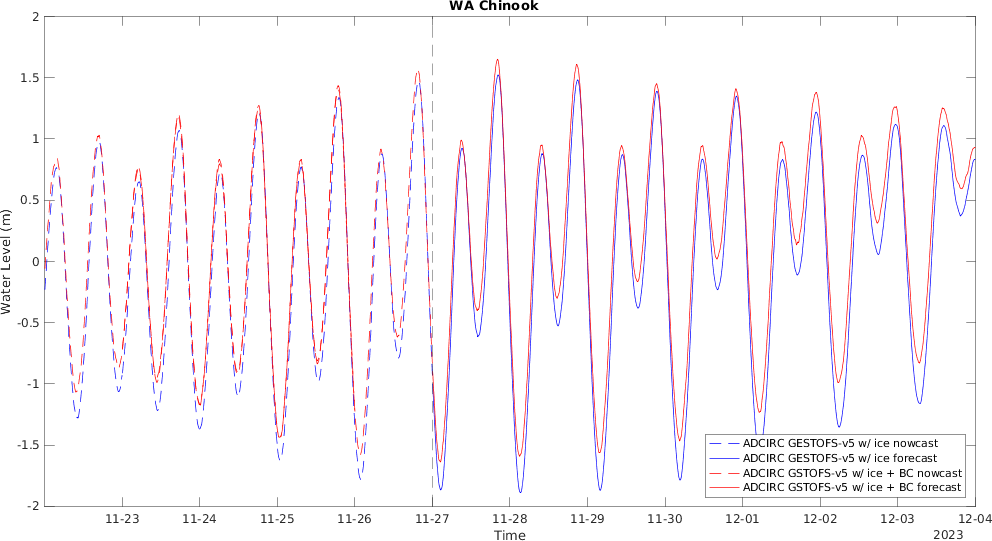 WA Chinook
2
1.5
1
0.5
0
-0.5
-1
-1.5
-2
Water Level (m)
11-23 11-24 11-25 11-26 11-27 11-28 11-29 11-30 12-01 12-02 12-03 12-04
Time
2023
ADCIRC GESTOFS-v5 w/ ice nowcast
ADCIRC GESTOFS-v5 w/ ice forecast
ADCIRC GSTOFS-v5 w/ ice + BC nowcast
ADCIRC GSTOFS-v5 w/ ice + BC forecast